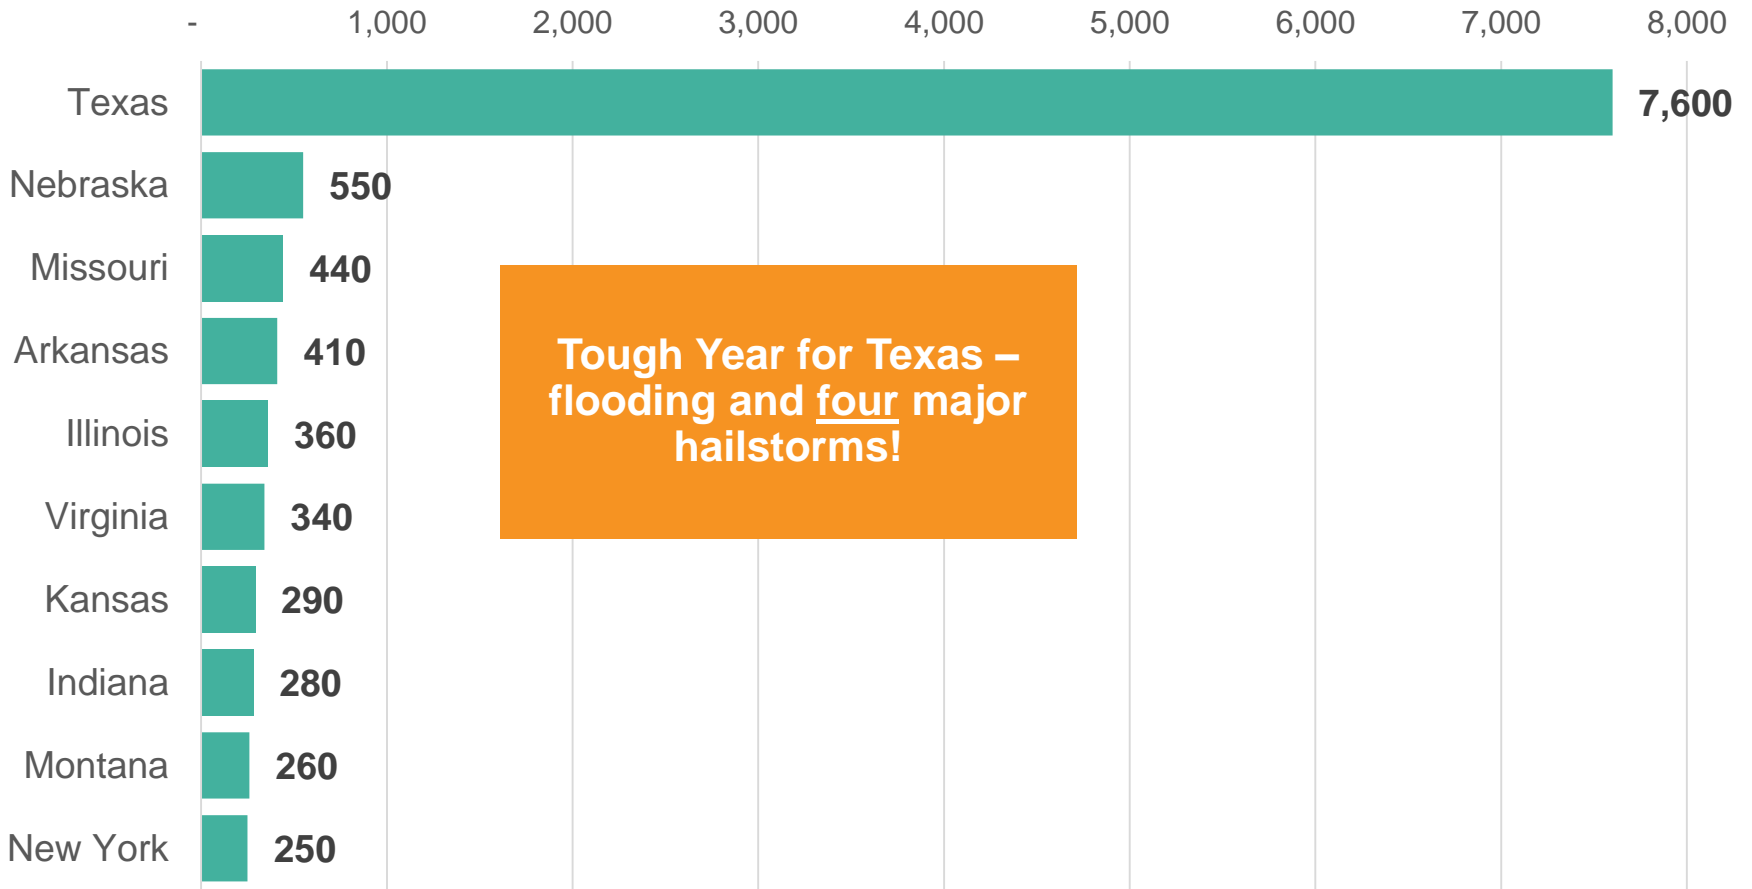 - 1,000 2,000 3,000 4,000 5,000 6,000 7,000 8,000
Texas 7,600
Nebraska 550
Missouri 440
Arkansas 410
Illinois 360
Virginia 340
Kansas 290
Indiana 280
Montana 260
New York 250
Tough Year for Texas –
flooding and four major
hailstorms!